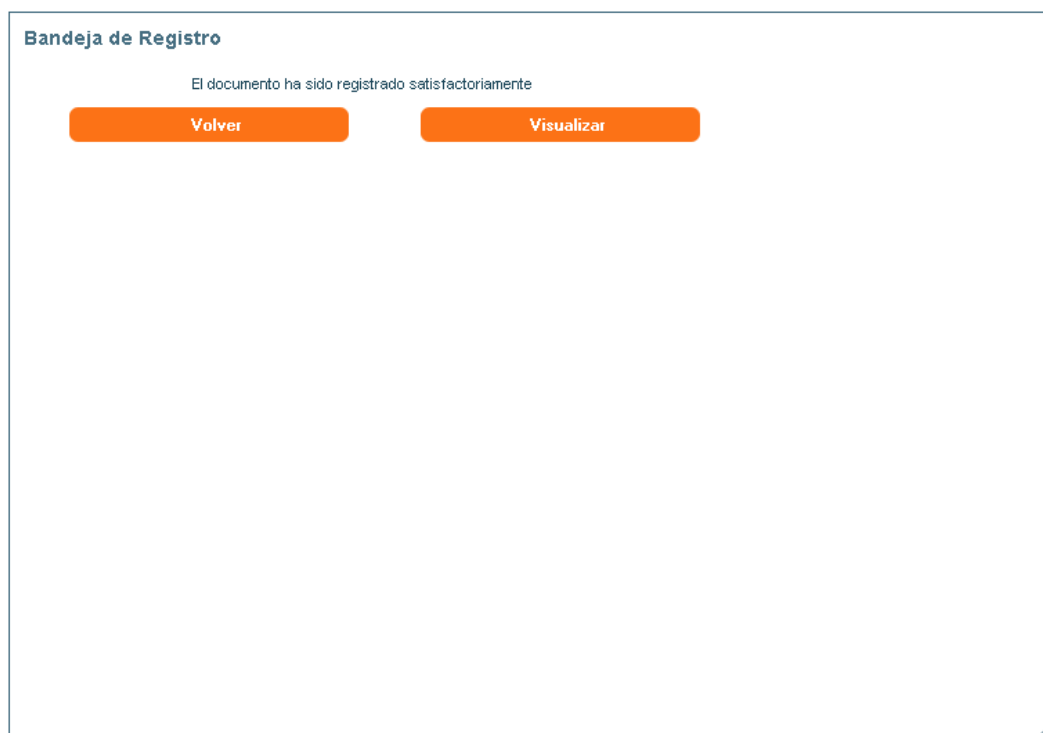 Bandeja de Registro
El documento ha sido registrado satisfactoriamente
Volver
Visualizar